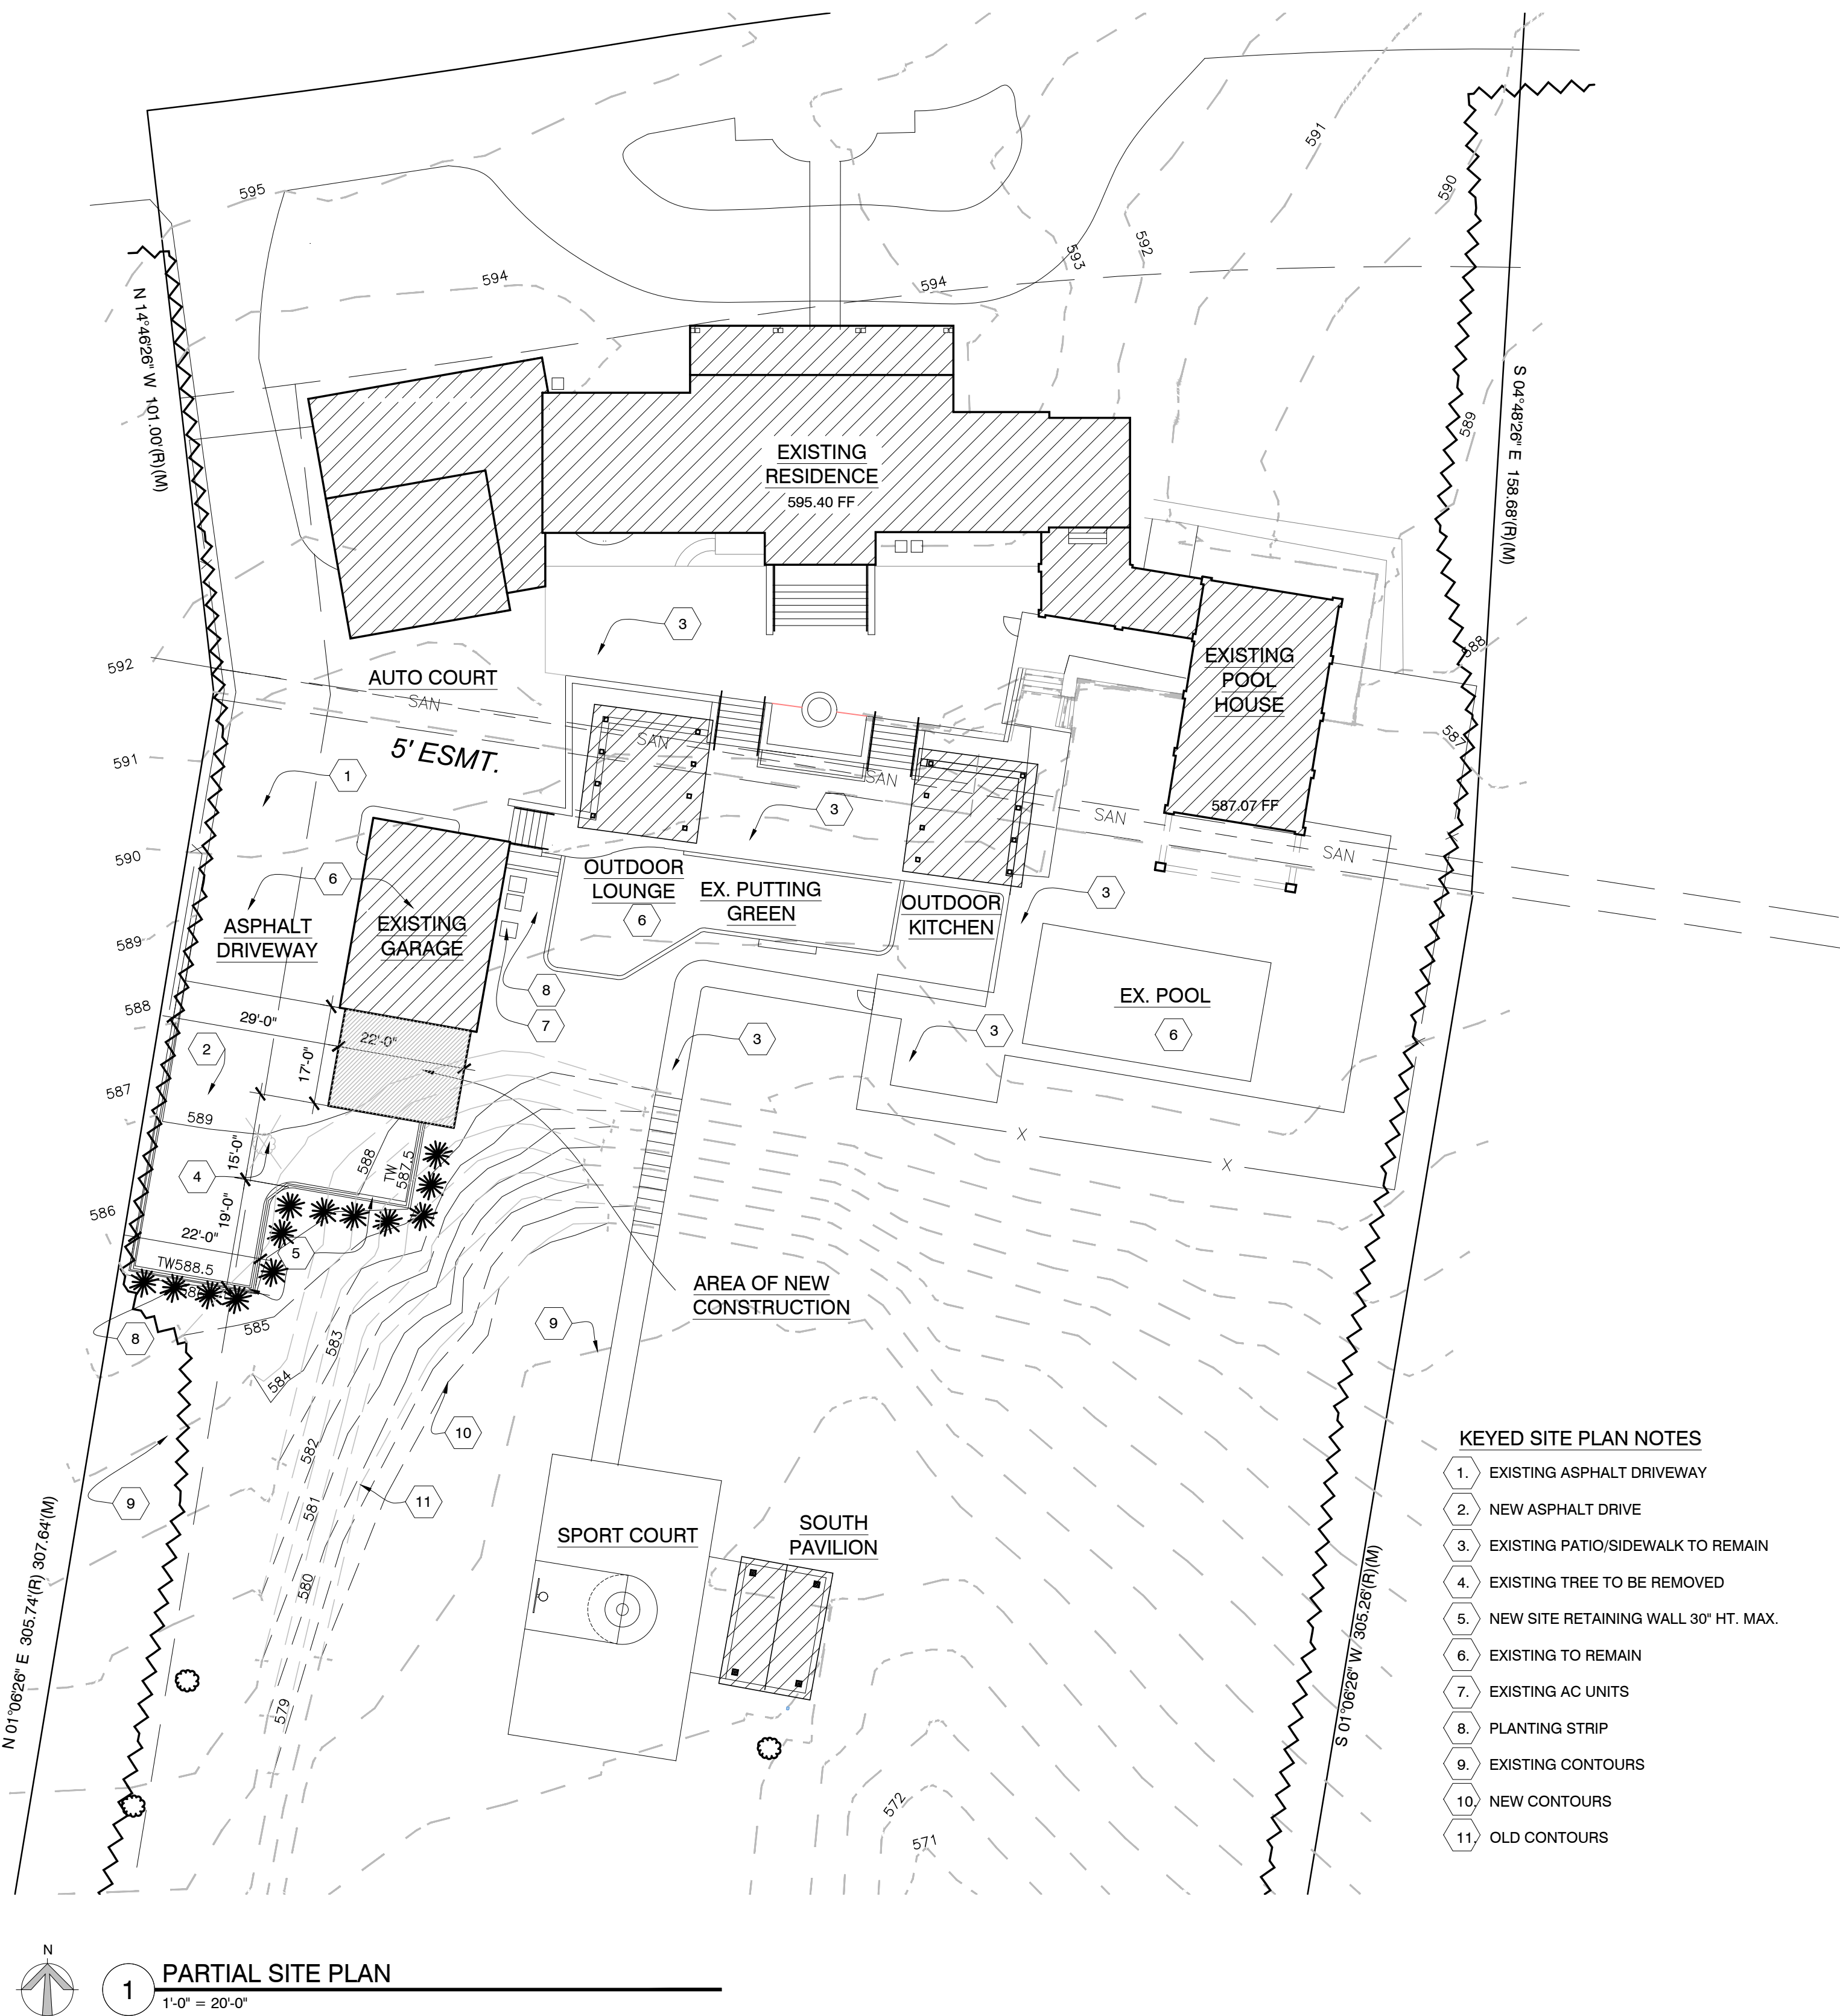 595
594
594
593
592
591
590
589
588
587
N 14°46'26" W 101.00'(R)(M)
S 04°48'26" E 158.68'(R)(M)
EXISTING
RESIDENCE
595.40 FF
3
592
AUTO COURT
SAN
SAN
SAN
SAN
SAN
5' ESMT.
EXISTING
POOL
HOUSE
587.07 FF
591
1
3
590
6
OUTDOOR
LOUNGE
6
EX. PUTTING
GREEN
OUTDOOR
KITCHEN
3
589
ASPHALT
DRIVEWAY
EXISTING
GARAGE
8
7
EX. POOL
6
588
29'-0"
22'-0"
2
17'-0"
3
3
587
589
15'-0"
588
TW
587.5
4
X
X
X
X
586
19'-0"
22'-0"
5
TW588.5
AREA OF NEW
CONSTRUCTION
8
585
583
9
584
10
582
9
581
11
580
579
N 01°06'26" E 305.74'(R) 307.64'(M)
SPORT COURT
SOUTH
PAVILION
S 01°06'26" W 305.26'(R)(M)
572
571
KEYED SITE PLAN NOTES
1. EXISTING ASPHALT DRIVEWAY
2. NEW ASPHALT DRIVE
3. EXISTING PATIO/SIDEWALK TO REMAIN
4. EXISTING TREE TO BE REMOVED
5. NEW SITE RETAINING WALL 30" HT. MAX.
6. EXISTING TO REMAIN
7. EXISTING AC UNITS
8. PLANTING STRIP
9. EXISTING CONTOURS
10. NEW CONTOURS
11. OLD CONTOURS
N
1 PARTIAL SITE PLAN
1'-0" = 20'-0"